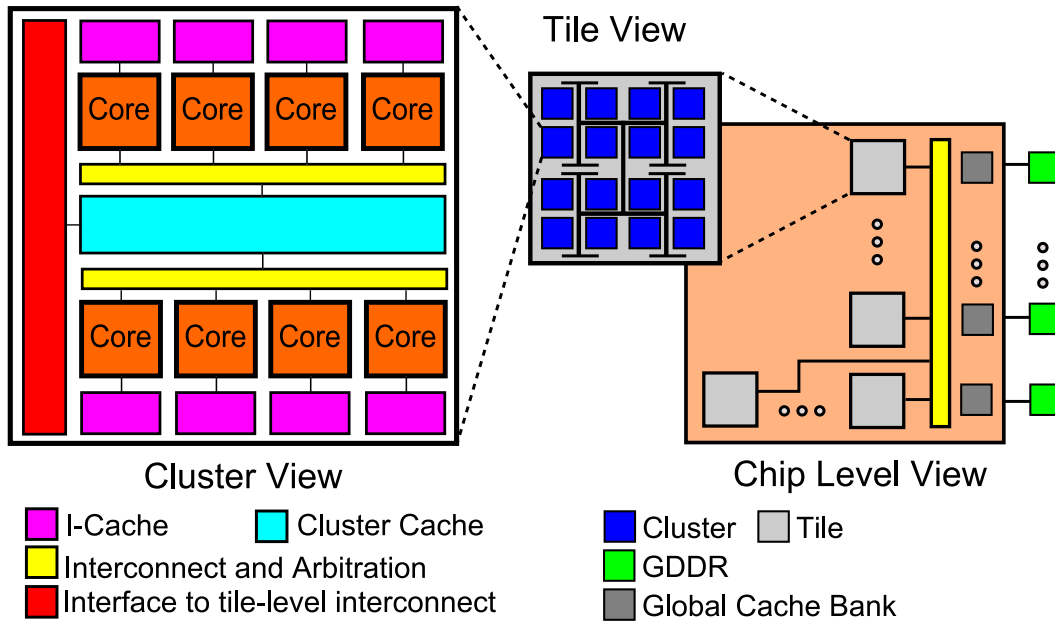 Tile View
Core Core Core Core
Core Core Core Core
Cluster View
Chip Level View
I-Cache
Cluster Cache
Interconnect and Arbitration
Interface to tile-level interconnect
Cluster
Tile
GDDR
Global Cache Bank